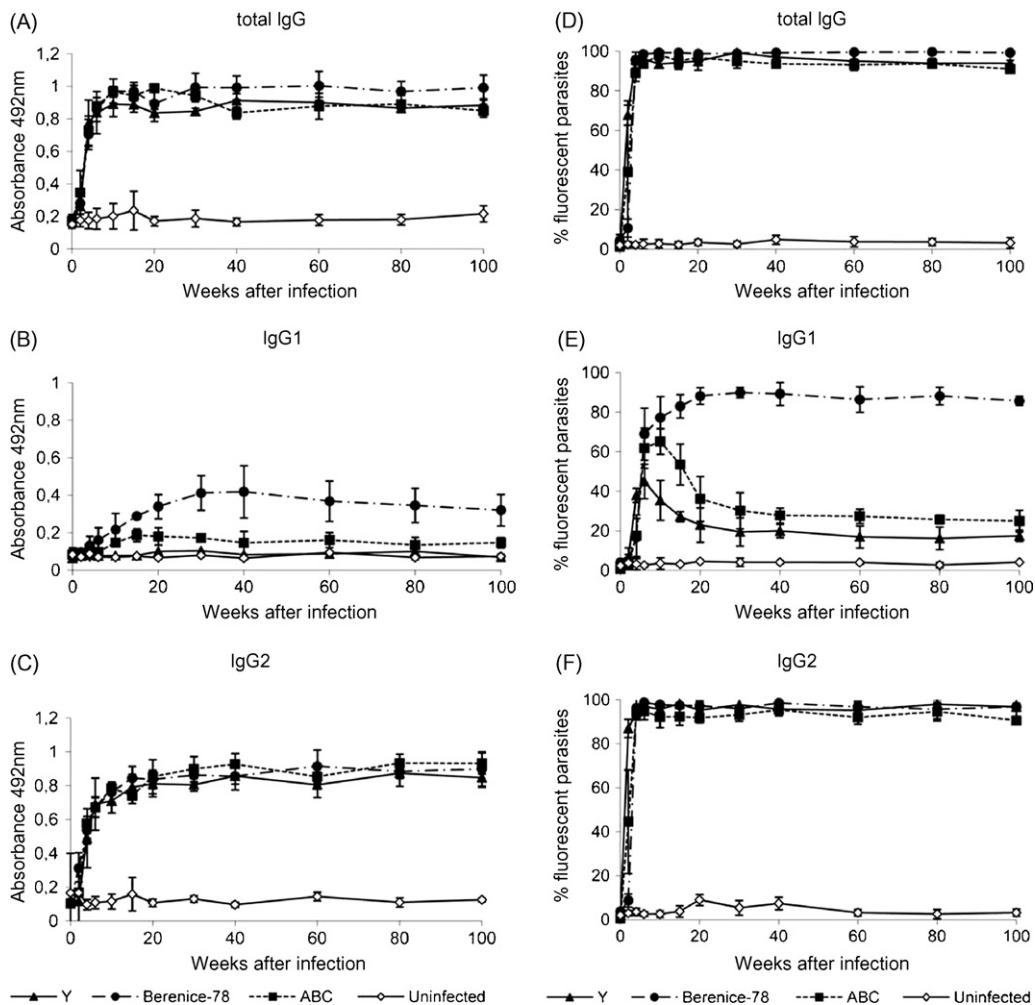 (A) total IgG
Absorbance 492nm
1,2
1
0,8
0,6
0,4
0,2
0
0 20 40 60 80 100
Weeks after infection
(B) IgG1
Absorbance 492nm
1
0,8
0,6
0,4
0,2
0
0 20 40 60 80 100
Weeks after infection
(C) IgG2
Absorbance 492nm
1,2
1
0,8
0,6
0,4
0,2
0
0 20 40 60 80 100
Weeks after infection
(D) total IgG
% fluorescent parasites
100
80
60
40
20
0
0 20 40 60 80 100
Weeks after infection
(E) IgG1
% fluorescent parasites
100
80
60
40
20
0
0 20 40 60 80 100
Weeks after infection
(F) IgG2
% fluorescent parasites
100
80
60
40
20
0
0 20 40 60 80 100
Weeks after infection
Y Berenice-78 ABC Uninfected
Y Berenice-78 ABC Uninfected